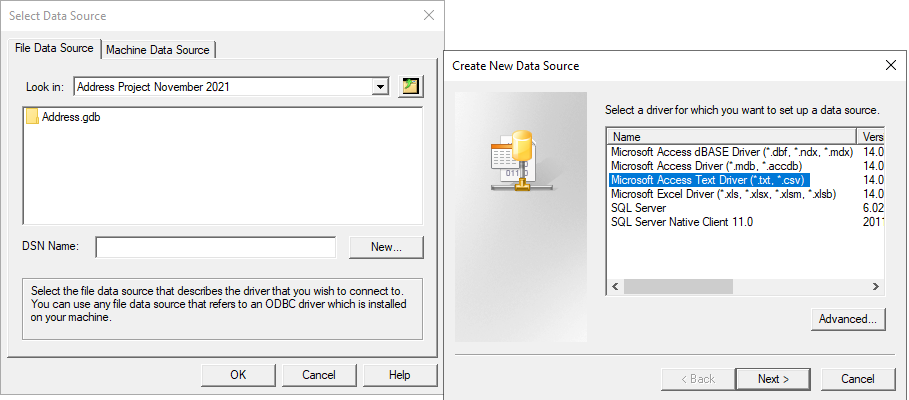 Select Data Source
File Data Source
Machine Data Source
Look in:
Address Project November 2021
Address.gdb
DSN Name:
New...
Select the file data source that describes the driver that you wish to connect to.
You can use any file data source that refers to an ODBC driver which is installed
on your machine.
OK
Cancel
Help
Create New Data Source
Select a driver for which you want to set up a data source.
Name Vers
Microsoft Access dBASE Driver (*.dbf, *.ndx, *.mdx) 14.0
Microsoft Access Driver (*.mdb, *.accdb) 14.0
Microsoft Access Text Driver (*.txt, *.csv) 14.0
Microsoft Excel Driver (*.xls, *.xlsx, *.xlsm, *.xlsb) 14.0
SQL Server 6.02
SQL Server Native Client 11.0 2011
Advanced...
< Back
Next >
Cancel